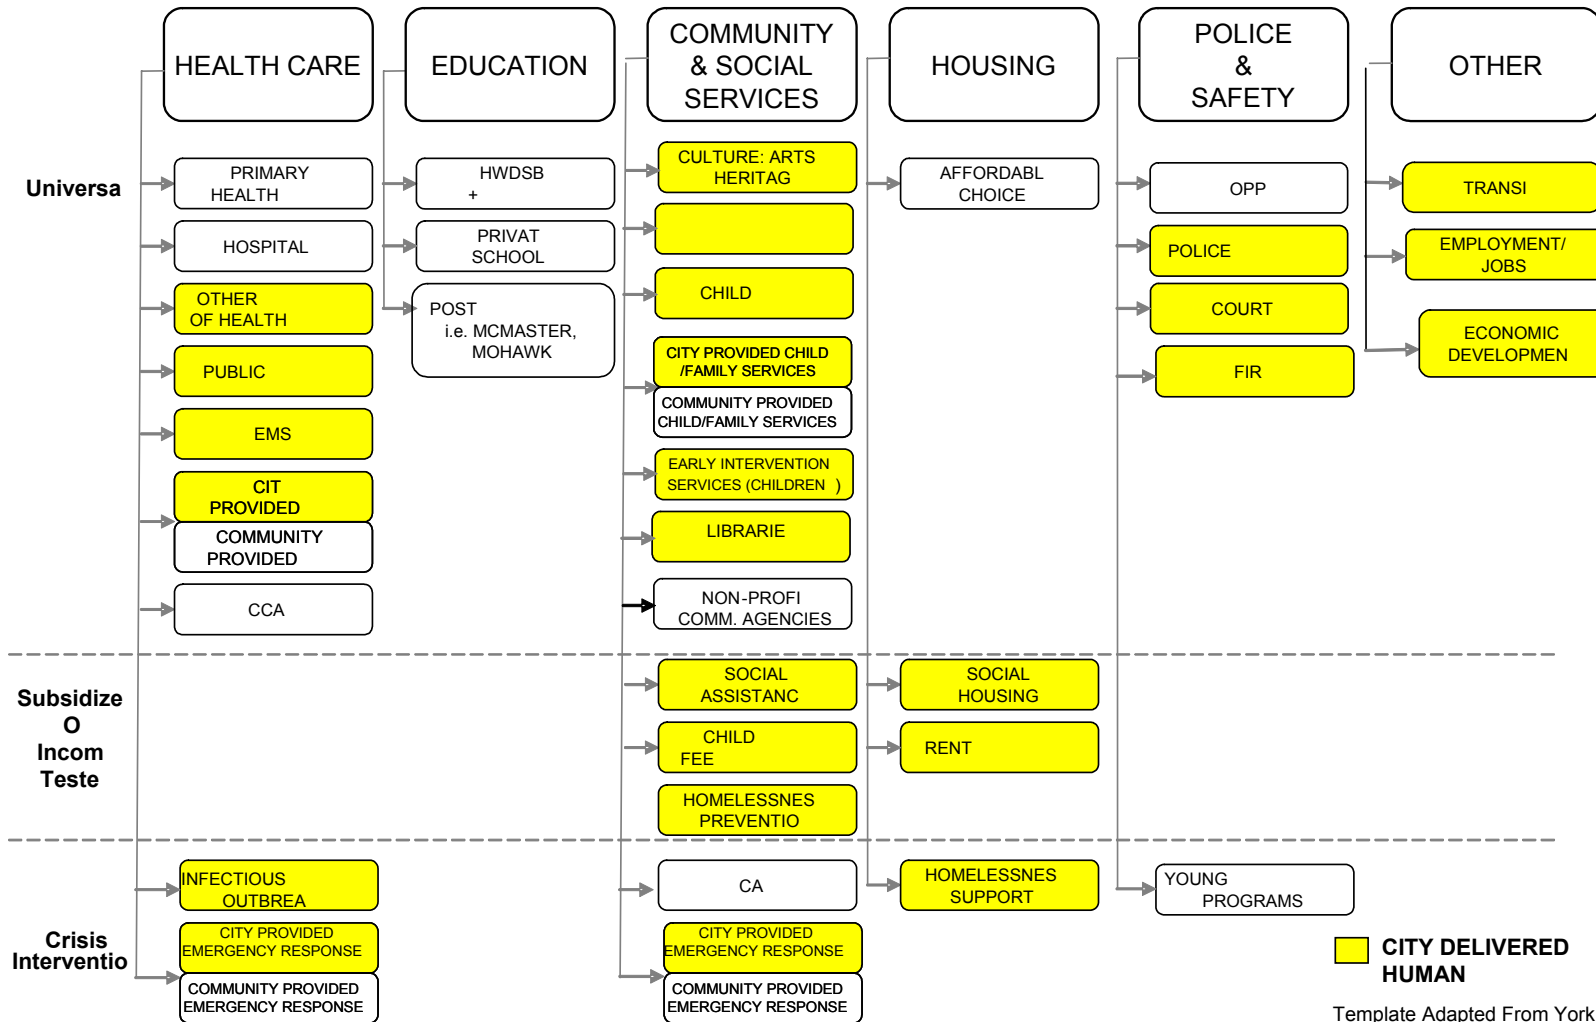 HEALTH CARE
EDUCATION
COMMUNITY
& SOCIAL
SERVICES
HOUSING
POLICE
&
SAFETY
OTHER
Universa
PRIMARY
HEALTH
HOSPITAL
OTHER
OF HEALTH
PUBLIC
EMS
CIT
PROVIDED
COMMUNITY
PROVIDED
CCA
HWDSB
+
PRIVAT
SCHOOL
POST
i.e. MCMASTER,
MOHAWK
CULTURE: ARTS
HERITAG
CHILD
CITY PROVIDED CHILD
/FAMILY SERVICES
COMMUNITY PROVIDED
CHILD/FAMILY SERVICES
EARLY INTERVENTION
SERVICES (CHILDREN )
LIBRARIE
NON-PROFI
COMM. AGENCIES
AFFORDABL
CHOICE
OPP
POLICE
COURT
FIR
TRANSI
EMPLOYMENT/
JOBS
ECONOMIC
DEVELOPMEN
Subsidize
O
Incom
Teste
SOCIAL
ASSISTANC
CHILD
FEE
HOMELESSNES
PREVENTIO
SOCIAL
HOUSING
RENT
Crisis
Interventio
INFECTIOUS
OUTBREA
CITY PROVIDED
EMERGENCY RESPONSE
COMMUNITY PROVIDED
EMERGENCY RESPONSE
CA
CITY PROVIDED
EMERGENCY RESPONSE
COMMUNITY PROVIDED
EMERGENCY RESPONSE
HOMELESSNES
SUPPORT
YOUNG
PROGRAMS
CITY DELIVERED
HUMAN
Template Adapted From York